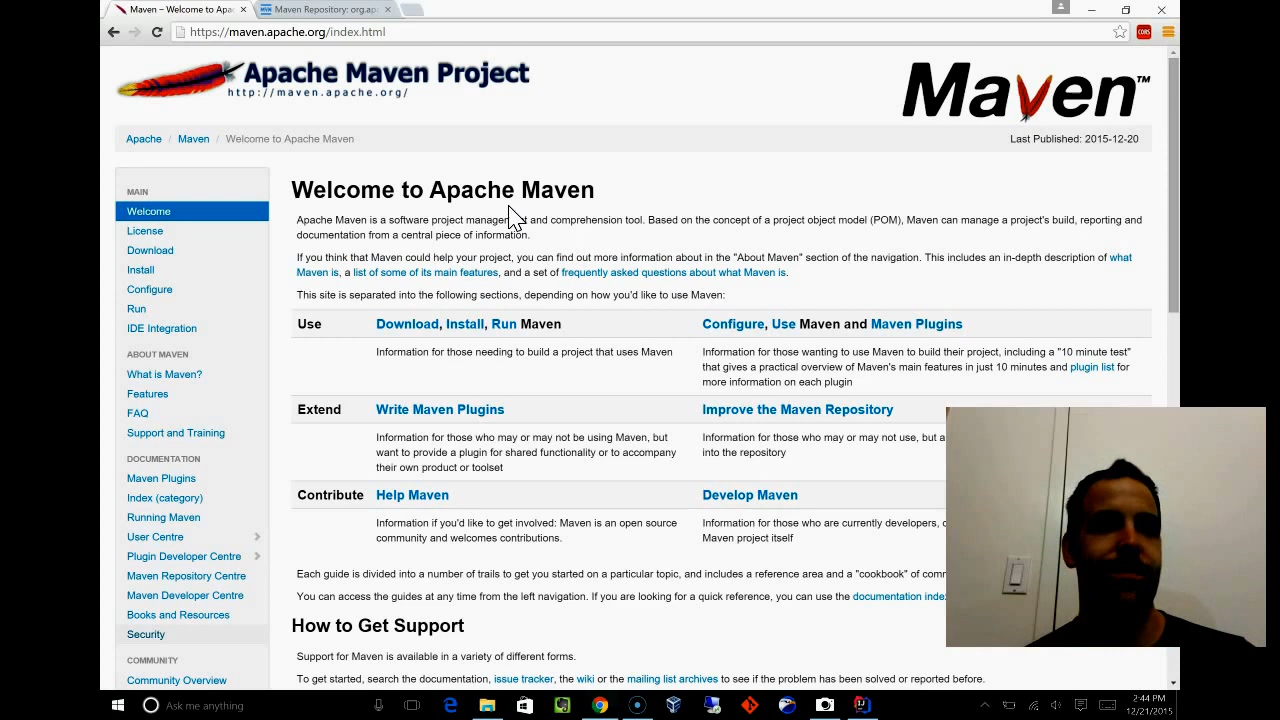 Maven – Welcome to Apac
Maven Repository: org.apa
https://maven.apache.org/index.html
CORS
Apache Maven Project
http://maven.apache.org/
Maven™
Apache / Maven / Welcome to Apache Maven
Last Published: 2015-12-20
MAIN
Welcome
License
Download
Install
Configure
Run
IDE Integration
ABOUT MAVEN
What is Maven?
Features
FAQ
Support and Training
DOCUMENTATION
Maven Plugins
Index (category)
Running Maven
User Centre
Plugin Developer Centre
Maven Repository Centre
Maven Developer Centre
Books and Resources
Security
COMMUNITY
Community Overview
Welcome to Apache Maven
Apache Maven is a software project management and comprehension tool. Based on the concept of a project object model (POM), Maven can manage a project's build, reporting and
documentation from a central piece of information.
If you think that Maven could help your project, you can find out more information about in the "About Maven" section of the navigation. This includes an in-depth description of what
Maven is, a list of some of its main features, and a set of frequently asked questions about what Maven is.
This site is separated into the following sections, depending on how you'd like to use Maven:
Use
Download, Install, Run Maven
Information for those needing to build a project that uses Maven
Configure, Use Maven and Maven Plugins
Information for those wanting to use Maven to build their project, including a "10 minute test"
that gives a practical overview of Maven's main features in just 10 minutes and plugin list for
more information on each plugin
Extend
Write Maven Plugins
Information for those who may or may not be using Maven, but
want to provide a plugin for shared functionality or to accompany
their own product or toolset
Improve the Maven Repository
Information for those who may or may not use, but a
into the repository
Contribute
Help Maven
Information if you'd like to get involved: Maven is an open source
community and welcomes contributions.
Develop Maven
Information for those who are currently developers,
Maven project itself
Each guide is divided into a number of trails to get you started on a particular topic, and includes a reference area and a "cookbook" of
You can access the guides at any time from the left navigation. If you are looking for a quick reference, you can use the documentation
How to Get Support
Support for Maven is available in a variety of different forms.
To get started, search the documentation, issue tracker, the wiki or the mailing list archives to see if the problem has been solved or reported before.
Ask me anything
2:44 PM
12/21/2015